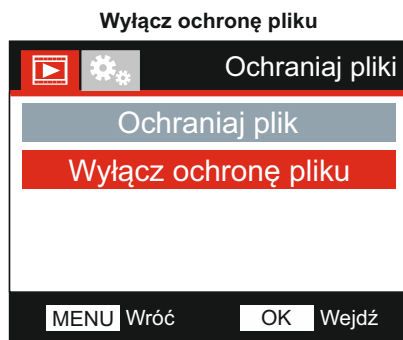 Wyłącz ochronę pliku
Ochraniaj pliki
Ochraniaj plik
Wyłącz ochronę pliku
MENU Wróć OK Wejdź